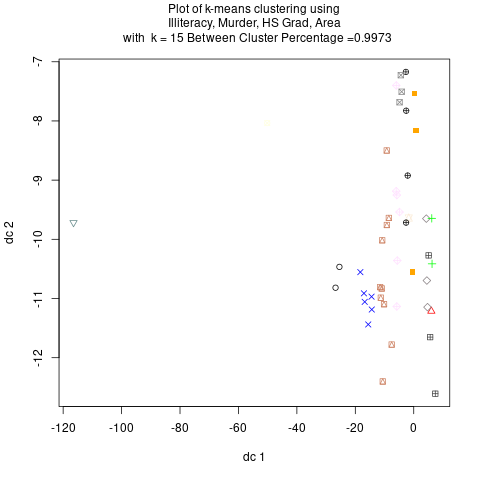 Plot of k-means clustering using
Illiteracy, Murder, HS Grad, Area
with  k = 15 Between Cluster Percentage =0.9973
-7
-8
-9
-10
-11
-12
dc 2
-120
-100
-80
-60
-40
-20
0
dc 1